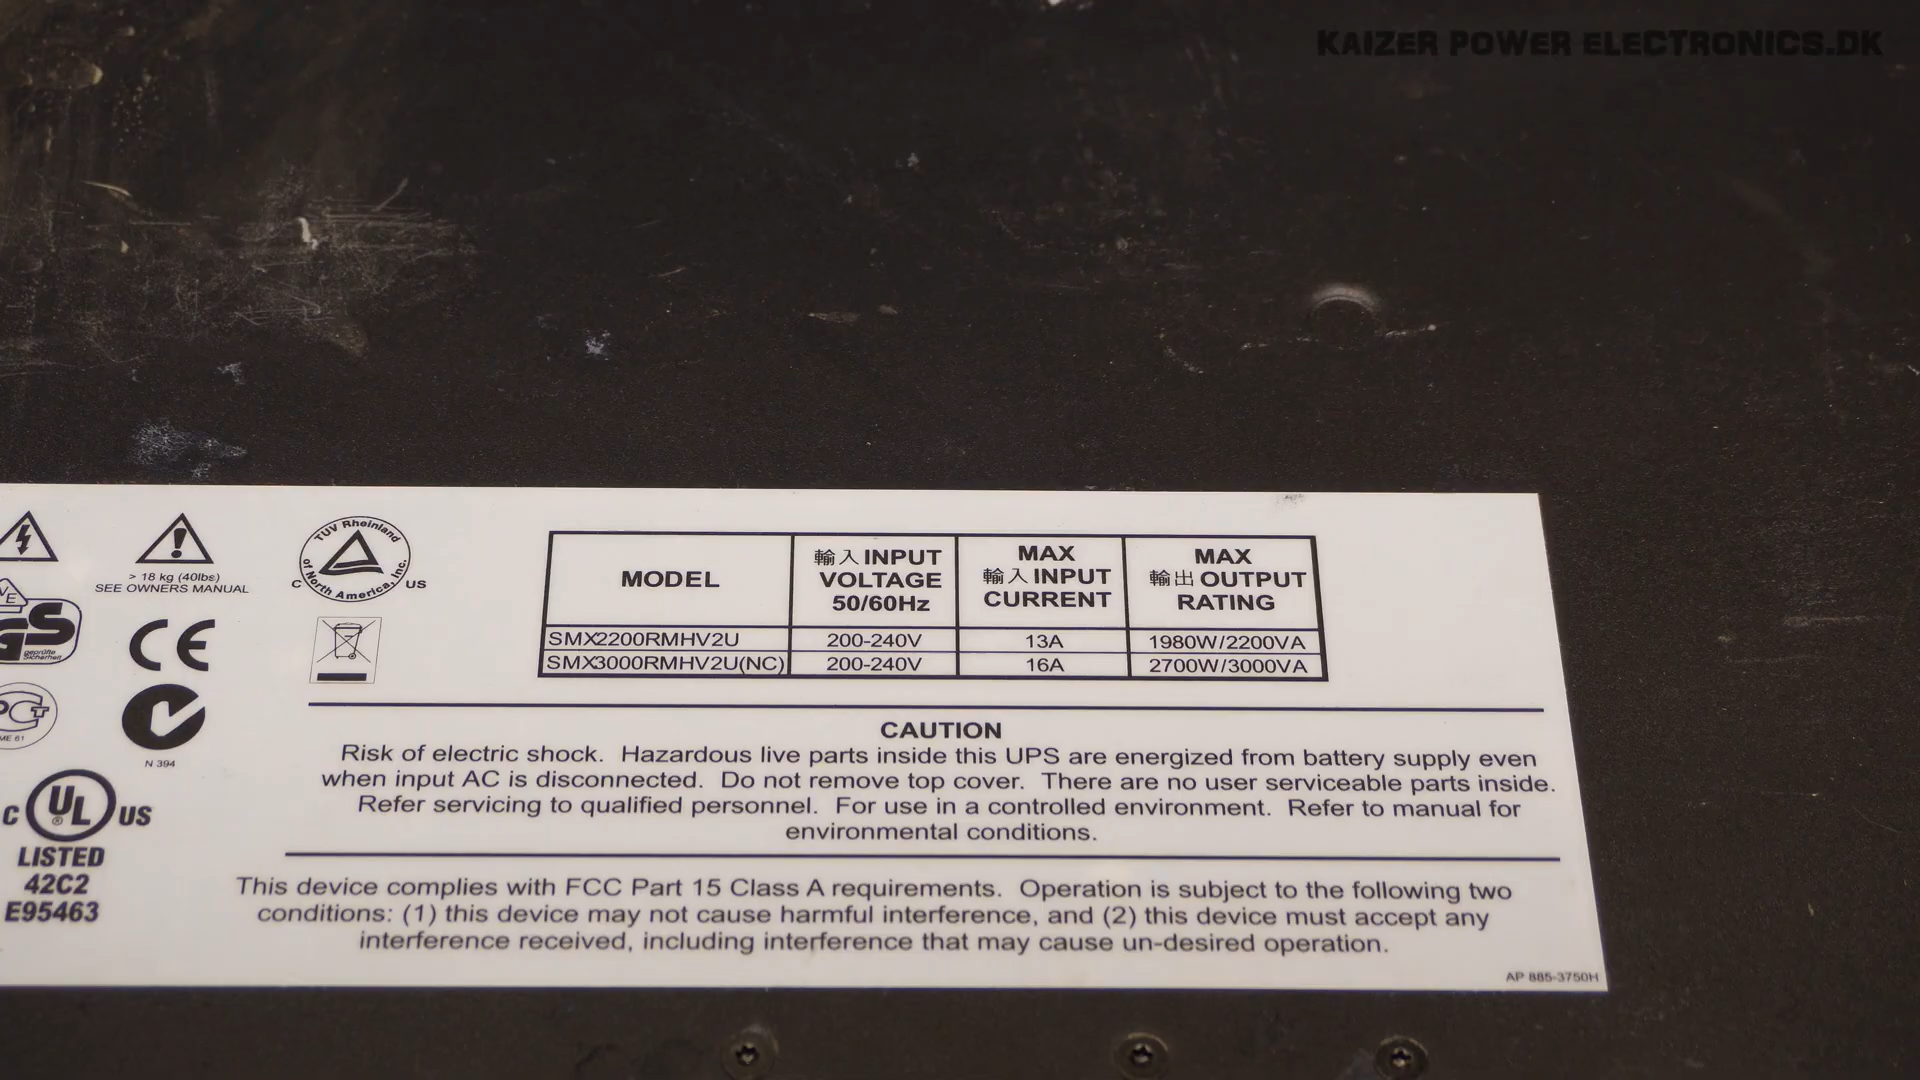 KAIZER POWER ELECTRONICS.DK
> 18 kg (40lbs)
SEE OWNERS MANUAL
TUV Rheinland
of North America, Inc.
C US
VE
GS
geprüfte
Sicherheit
CE
ME 61
N 394
C UL US
®
LISTED
42C2
E95463
MODEL
輸入 INPUT
VOLTAGE
50/60Hz
MAX
輸入 INPUT
CURRENT
MAX
輸出 OUTPUT
RATING
SMX2200RMHV2U 200-240V 13A 1980W/2200VA
SMX3000RMHV2U(NC) 200-240V 16A 2700W/3000VA
CAUTION
Risk of electric shock. Hazardous live parts inside this UPS are energized from battery supply even
when input AC is disconnected. Do not remove top cover. There are no user serviceable parts inside.
Refer servicing to qualified personnel. For use in a controlled environment. Refer to manual for
environmental conditions.
This device complies with FCC Part 15 Class A requirements. Operation is subject to the following two
conditions: (1) this device may not cause harmful interference, and (2) this device must accept any
interference received, including interference that may cause un-desired operation.
AP 885-3750H